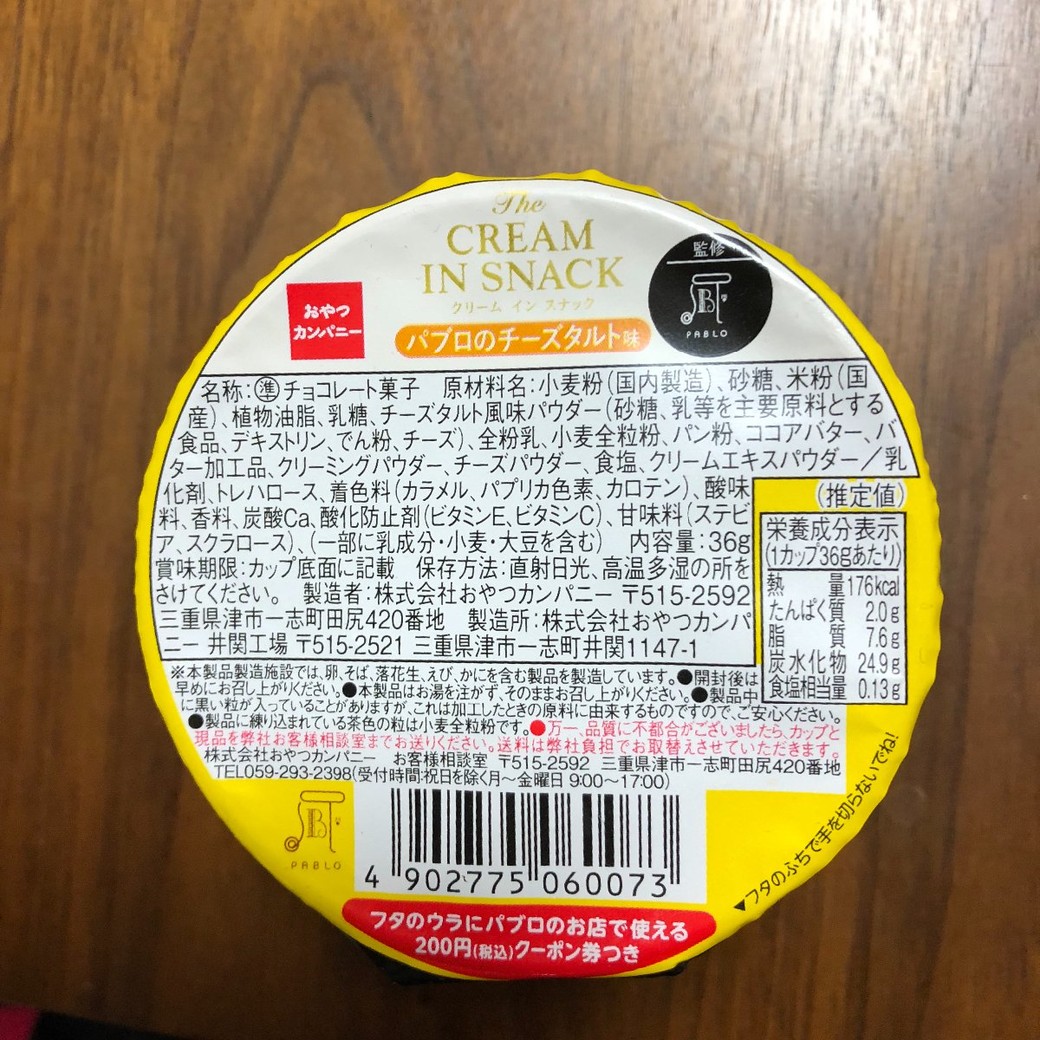 The
CREAM
IN SNACK
クリーム イン スナック
おやつ
カンパニー
パブロのチーズタルト味
監修
PABLO
名称:㊜チョコレート菓子 原材料名:小麦粉(国内製造)、砂糖、米粉(国
産)、植物油脂、乳糖、チーズタルト風味パウダー(砂糖、乳等を主要原料とする
食品、デキストリン、でん粉、チーズ)、全粉乳、小麦全粒粉、パン粉、ココアバター、バ
ター加工品、クリーミングパウダー、チーズパウダー、食塩、クリームエキスパウダー/乳
化剤、トレハロース、着色料(カラメル、パプリカ色素、カロテン)、酸味
料、香料、炭酸Ca、酸化防止剤(ビタミンE、ビタミンC)、甘味料(ステビ
ア、スクラロース)、(一部に乳成分・小麦・大豆を含む) 内容量:36g
賞味期限:カップ底面に記載 保存方法:直射日光、高温多湿の所を
さけてください。 製造者:株式会社おやつカンパニー 〒515-2592
三重県津市一志町田尻420番地 製造所:株式会社おやつカンパ
ニー 井関工場 〒515-2521 三重県津市一志町井関1147-1
(推定値)
栄養成分表示
(1カップ36gあたり)
熱量 176kcal
たんぱく質 2.0g
脂質 7.6g
炭水化物 24.9g
食塩相当量 0.13g
※本製品製造施設では、卵、そば、落花生、えび、かにを含む製品を製造しています。●開封後は
早めにお召し上がりください。●本製品はお湯を注がず、そのままお召し上がりください。●製品中
に黒い粒が入っていることがありますが、これは加工したときの原料に由来するものですので、ご安心ください。
●製品に練り込まれている茶色の粒は小麦全粒粉です。●万一、品質に不都合がございましたら、カップと
現品を弊社お客様相談室までお送りください。送料は弊社負担でお取替えさせていただきます。
株式会社おやつカンパニー お客様相談室 〒515-2592 三重県津市一志町田尻420番地
TEL059-293-2398(受付時間:祝日を除く月~金曜日 9:00~17:00)
PABLO
4 902775 060073
▲フタのふちで手を切らないでね!
フタのウラにパブロのお店で使える
200円(税込)クーポン券つき